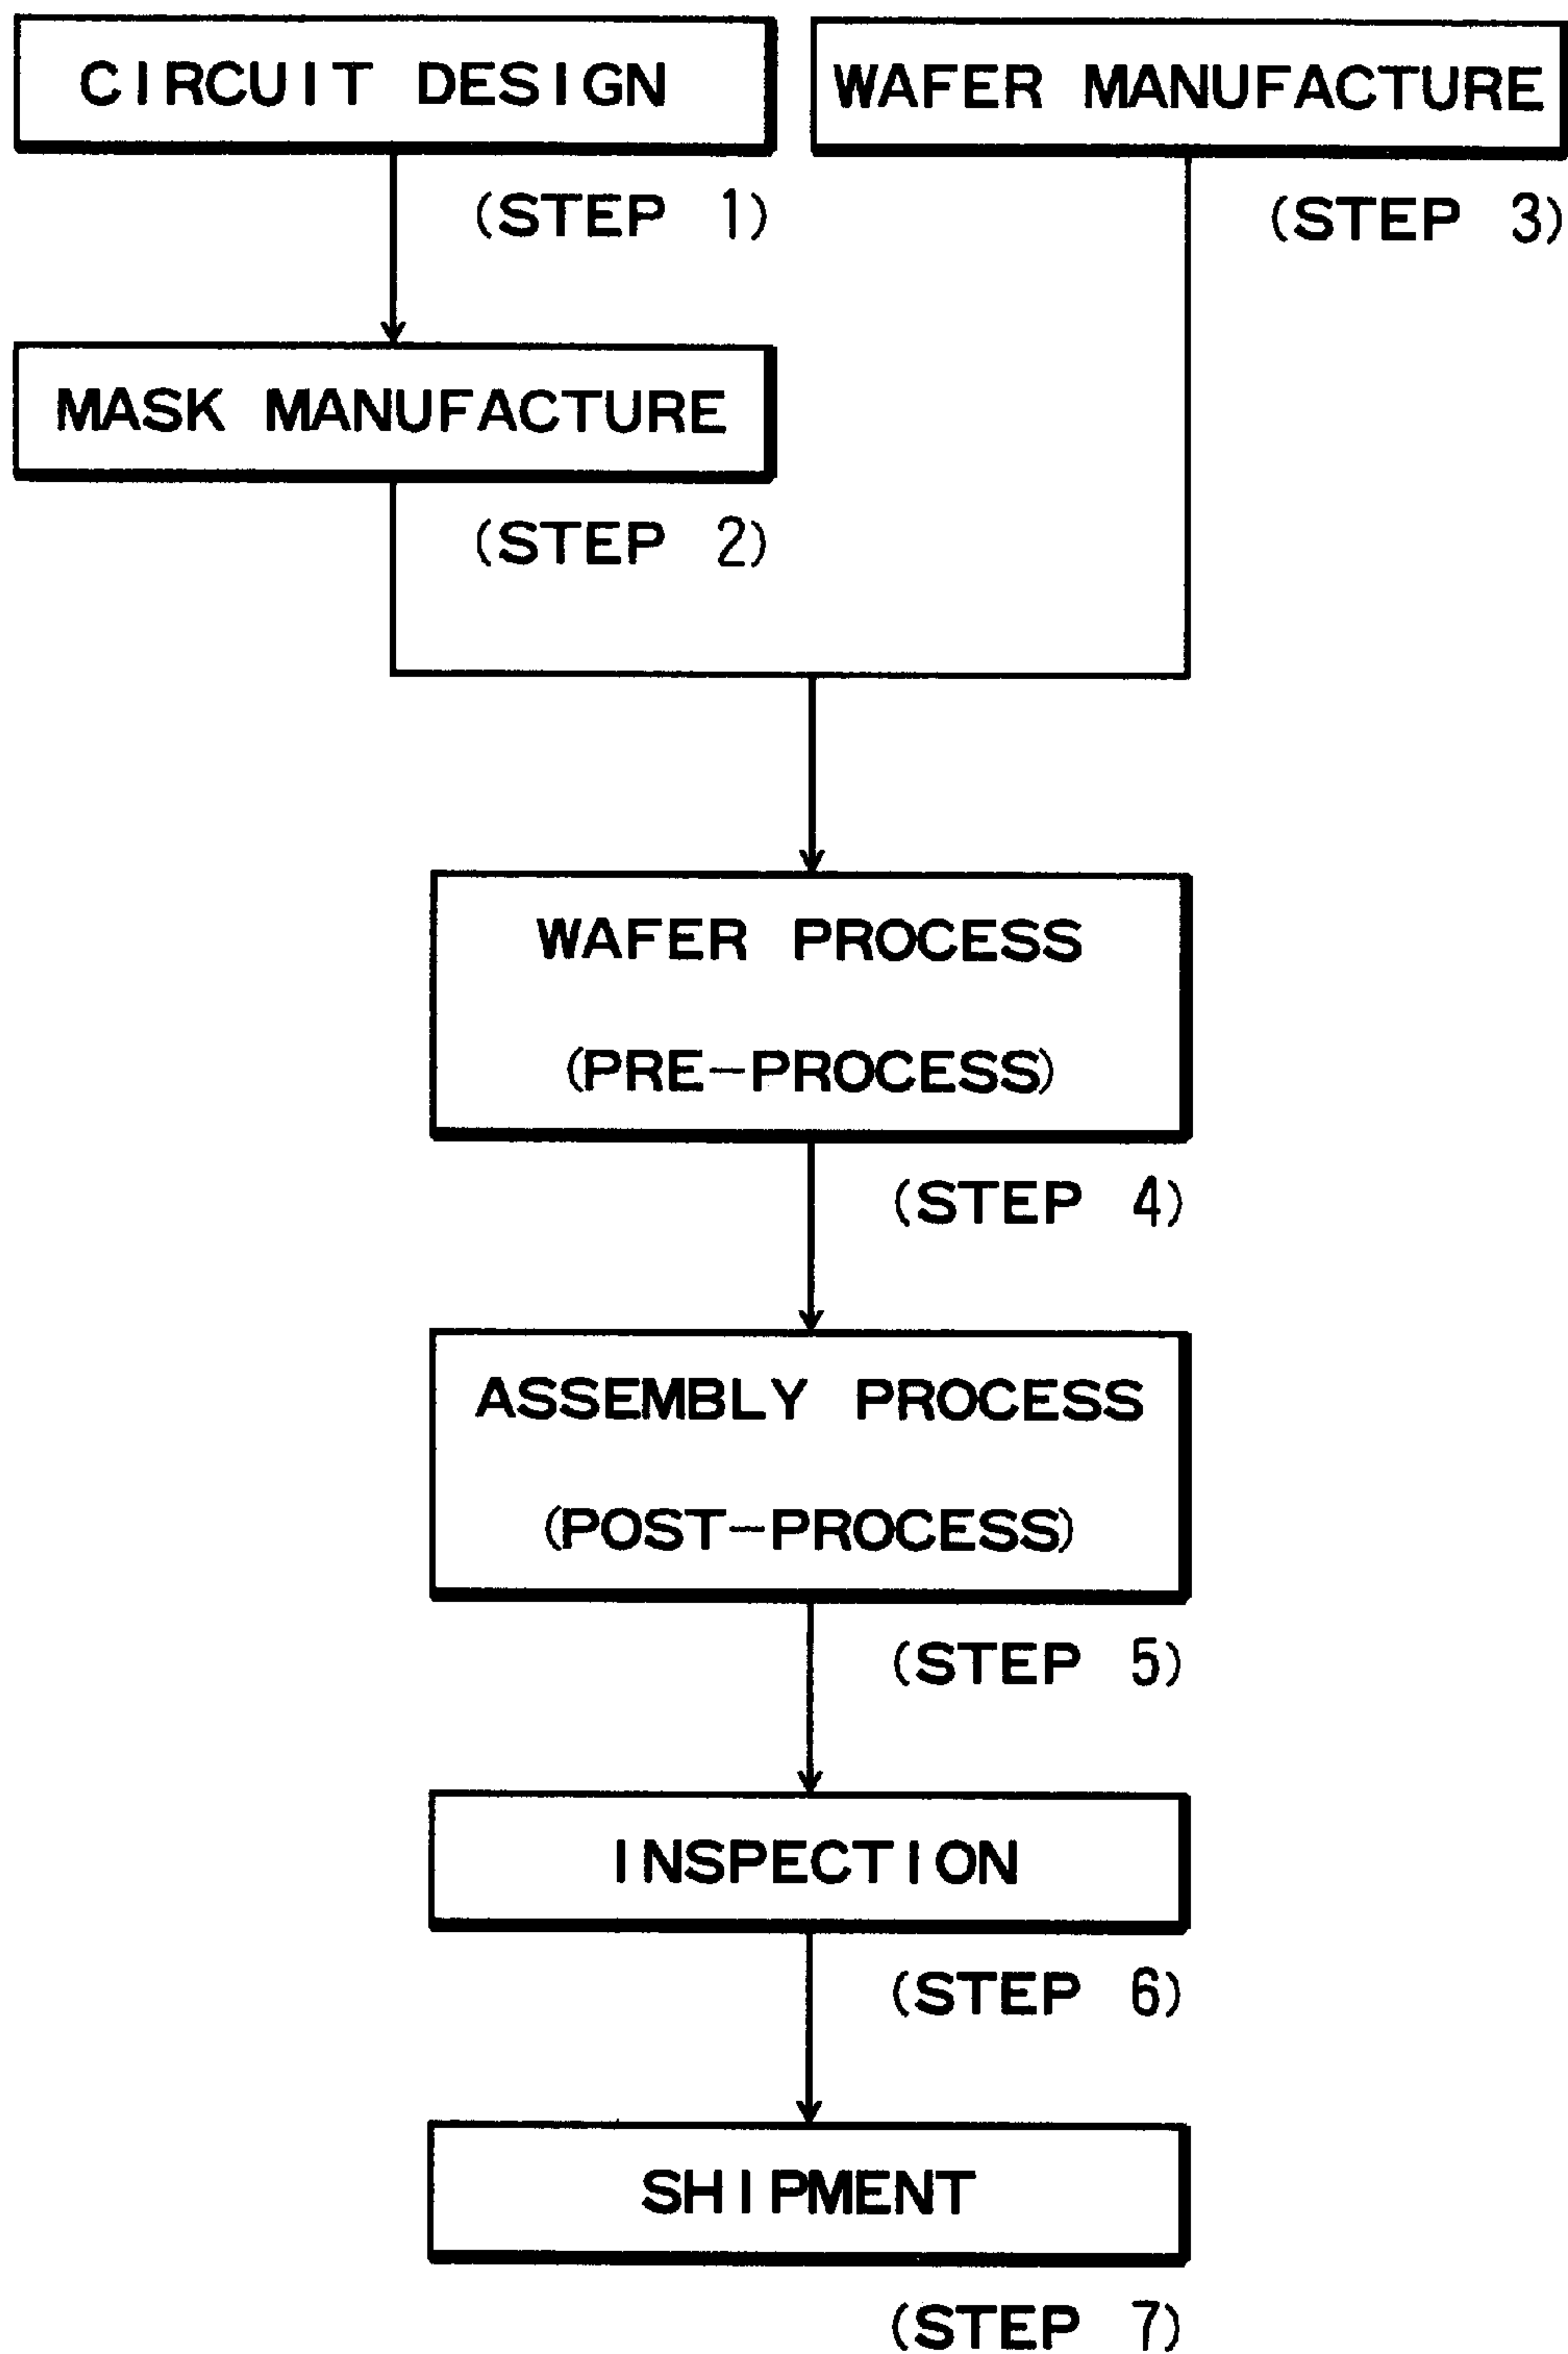 CIRCUIT DESIGN
(STEP 1)
WAFER MANUFACTURE
(STEP 3)
MASK MANUFACTURE
(STEP 2)
WAFER PROCESS
(PRE-PROCESS)
(STEP 4)
ASSEMBLY PROCESS
(POST-PROCESS)
(STEP 5)
INSPECTION
(STEP 6)
SHIPMENT
(STEP 7)